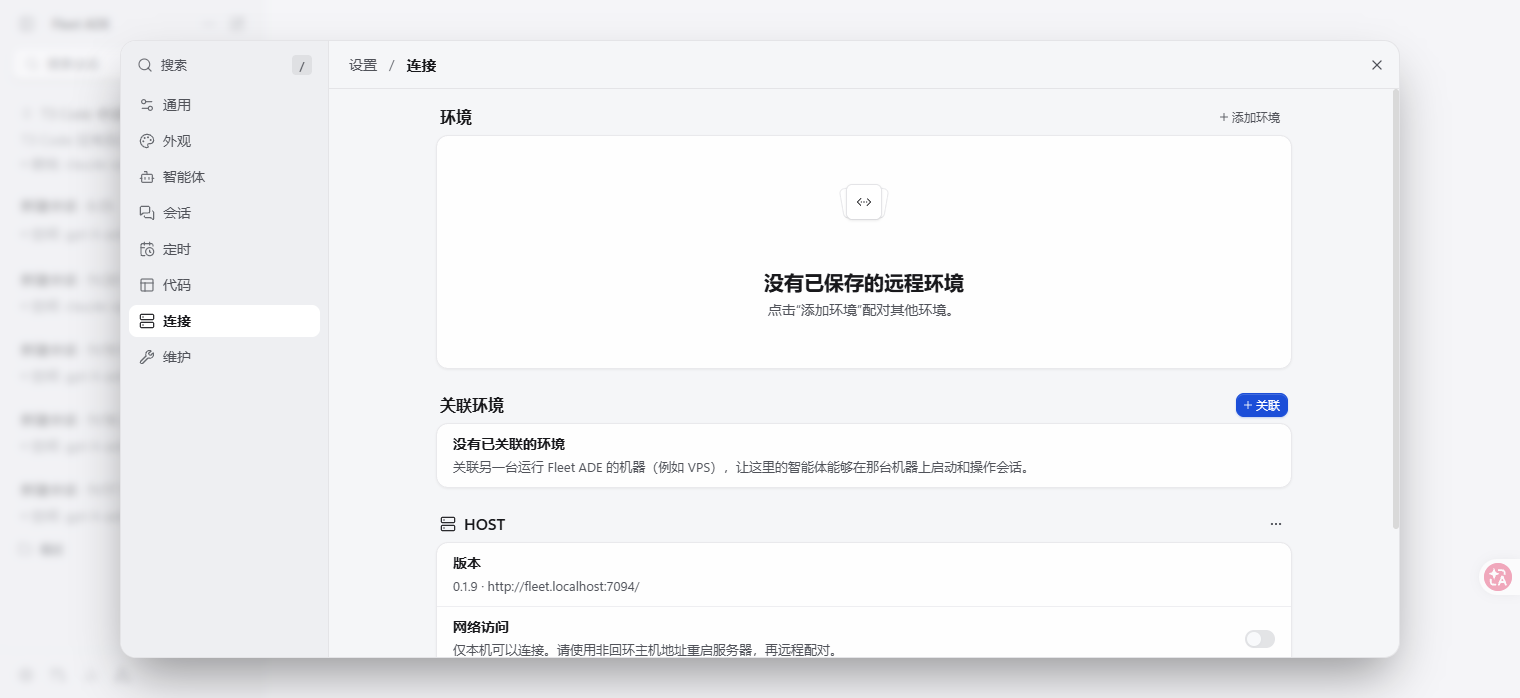 搜索
/
通用
外观
智能体
会话
定时
代码
连接
维护
设置 / 连接
环境
+ 添加环境
没有已保存的远程环境
点击“添加环境”配对其他环境。
关联环境
+ 关联
没有已关联的环境
关联另一台运行 Fleet ADE 的机器（例如 VPS），让这里的智能体能够在那台机器上启动和操作会话。
HOST
版本
0.1.9 · http://fleet.localhost:7094/
网络访问
仅本机可以连接。请使用非回环主机地址重启服务器，再远程配对。